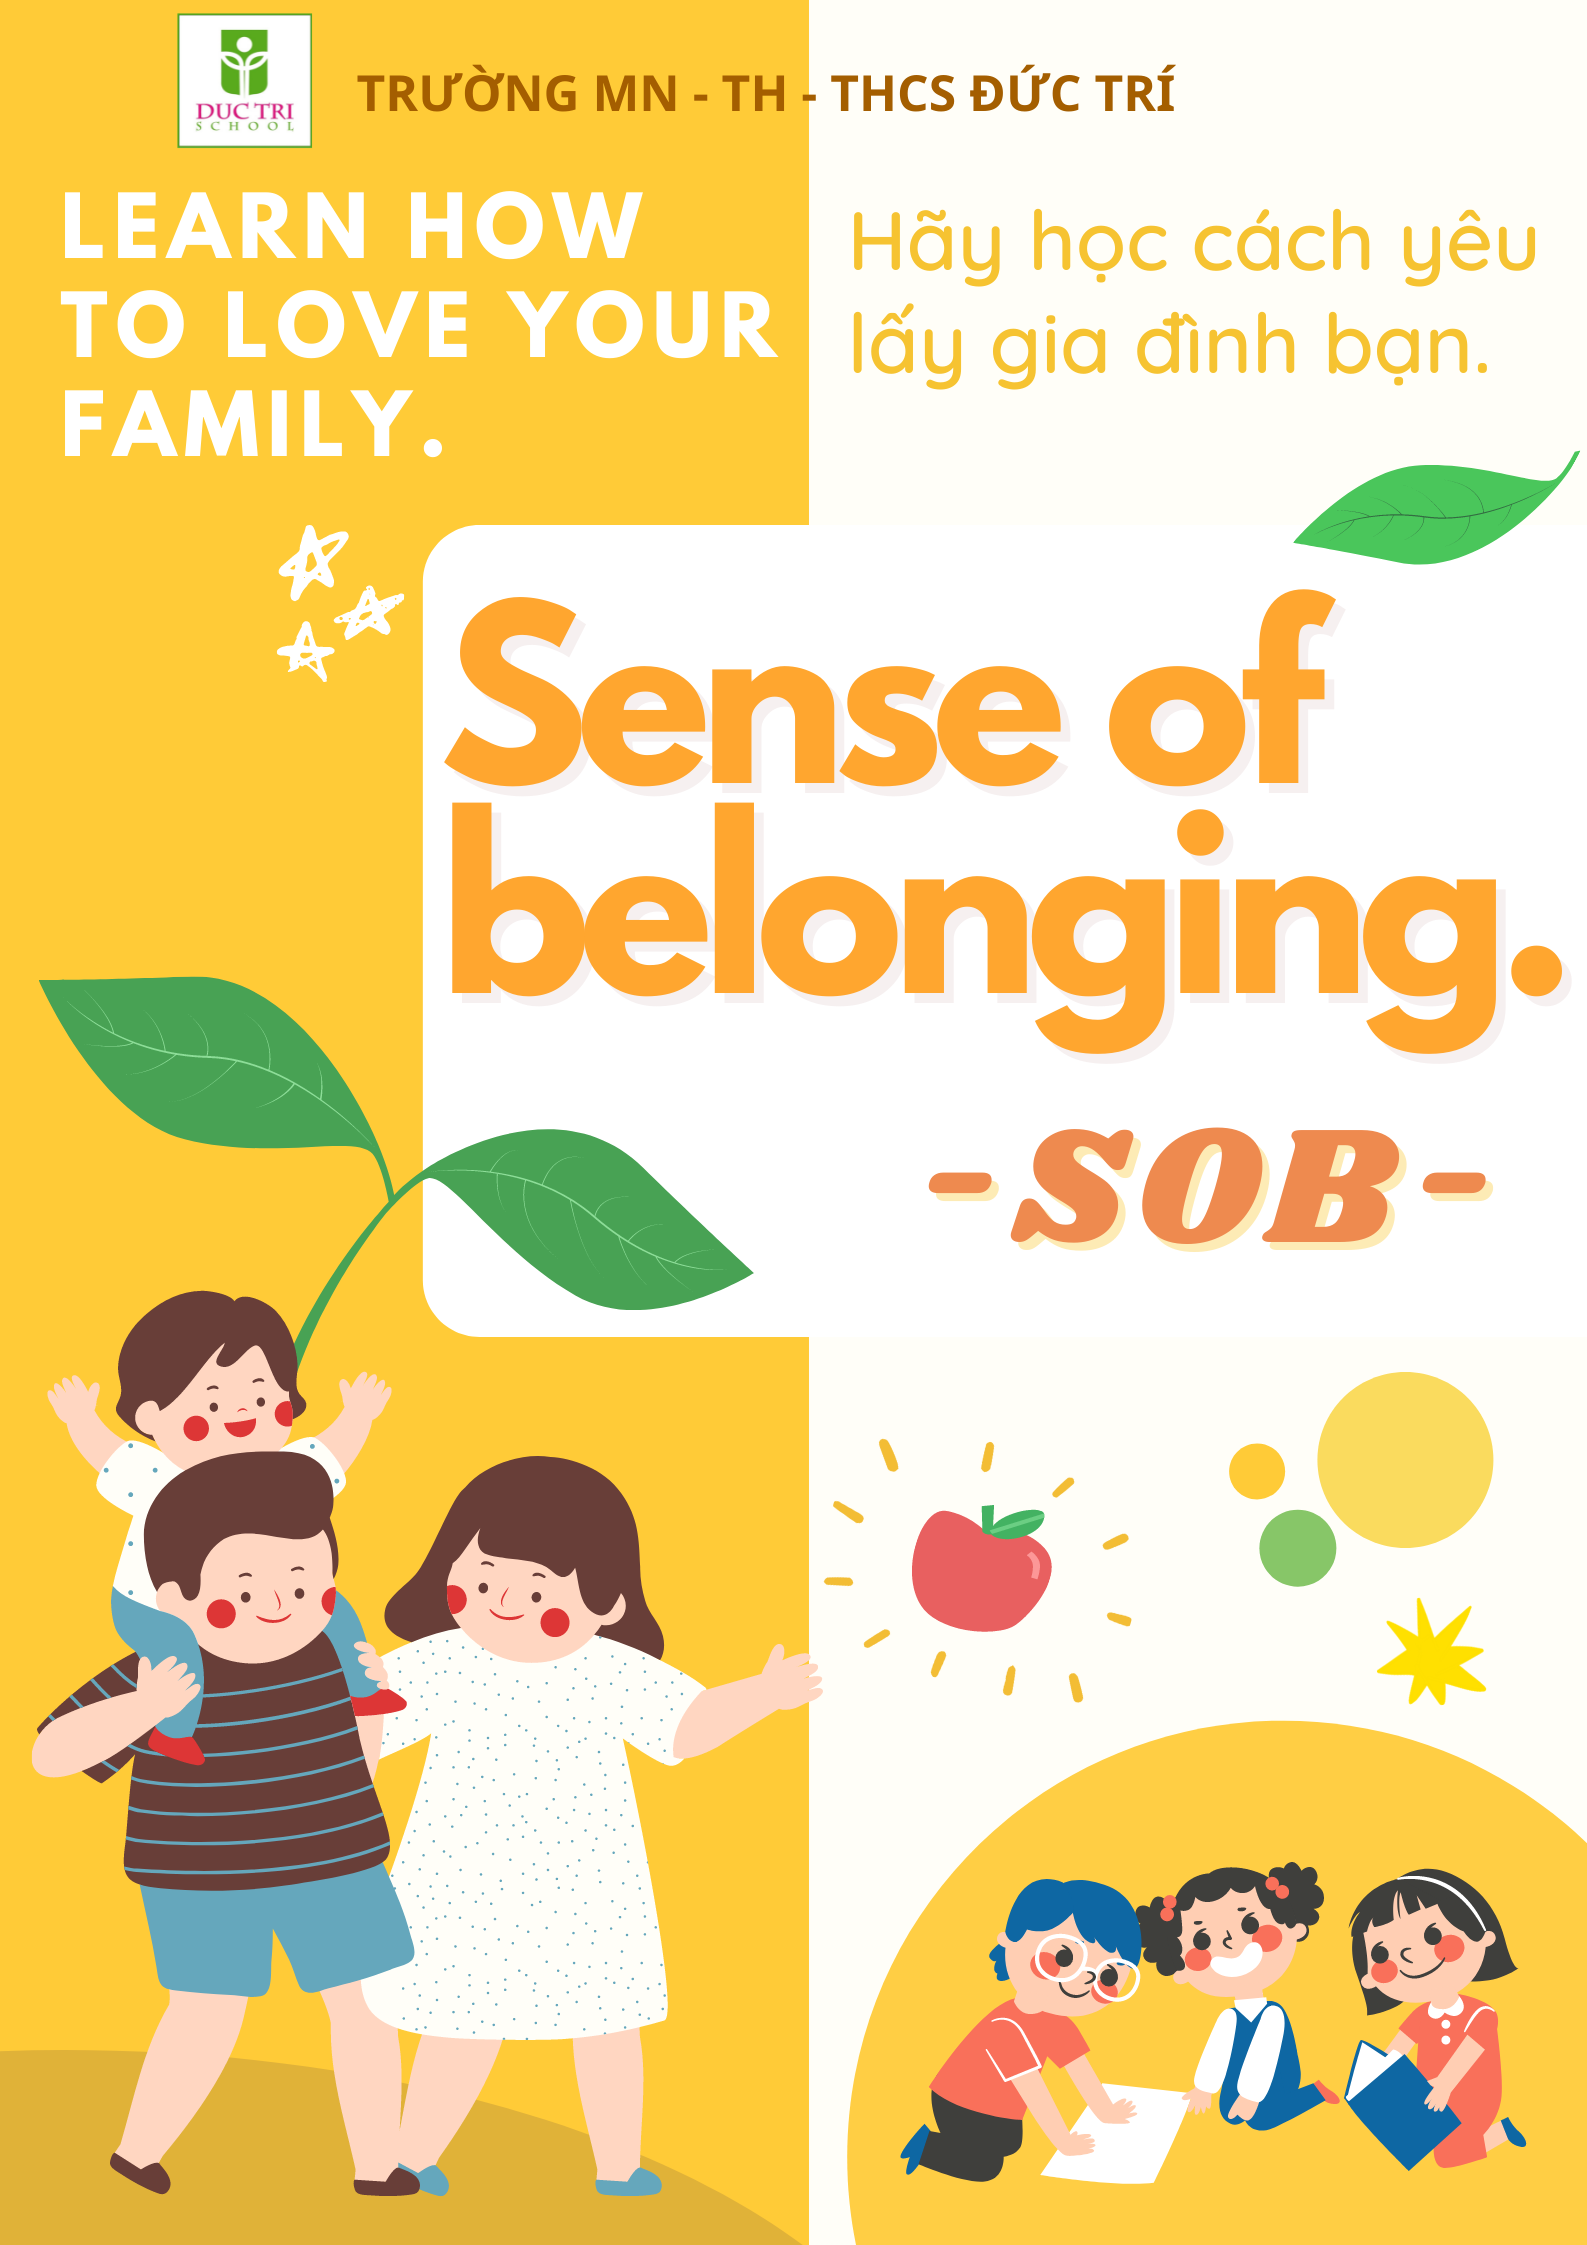 DUC TRI
SCHOOL
TRƯỜNG MN - TH - THCS ĐỨC TRÍ
LEARN HOW
TO LOVE YOUR
FAMILY.
Hãy học cách yêu
lấy gia đình bạn.
Sense of
belonging.
-SOB-